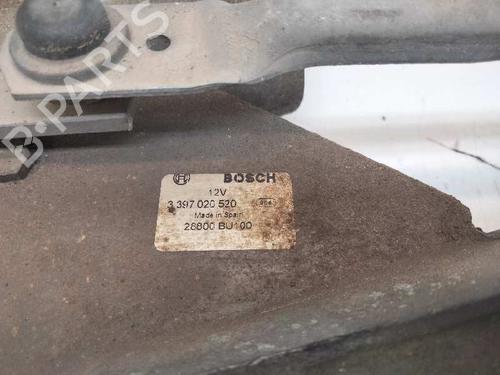 B-PARTS
BOSCH
12V
3 397 020 520
Made in Spain
28800 BU100